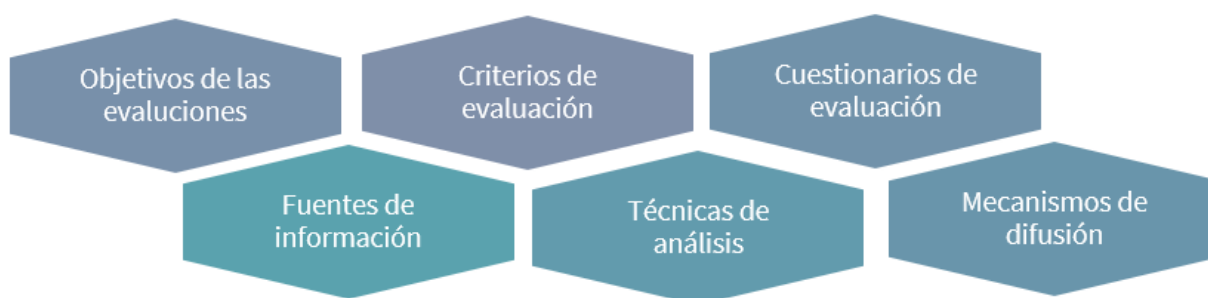 Objetivos de las
evaluciones
Criterios de
evaluación
Cuestionarios de
evaluación
Fuentes de
información
Técnicas de
análisis
Mecanismos de
difusión